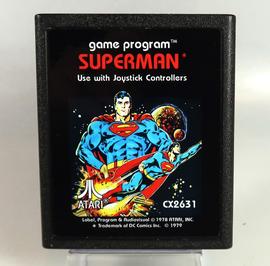 game program™
SUPERMAN*
Use with Joystick Controllers
ATARI®
CX2631
Label, Program & Audiovisual © 1978 ATARI, INC.
* Trademark of DC Comics Inc. © 1979